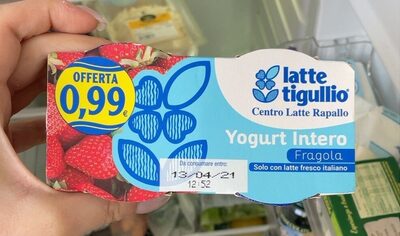 OFFERTA
0,99€
latte
tigullio®
Centro Latte Rapallo
Yogurt Intero
Fragola
Solo con latte fresco italiano
Da consumare entro:
13/04/21
12:52